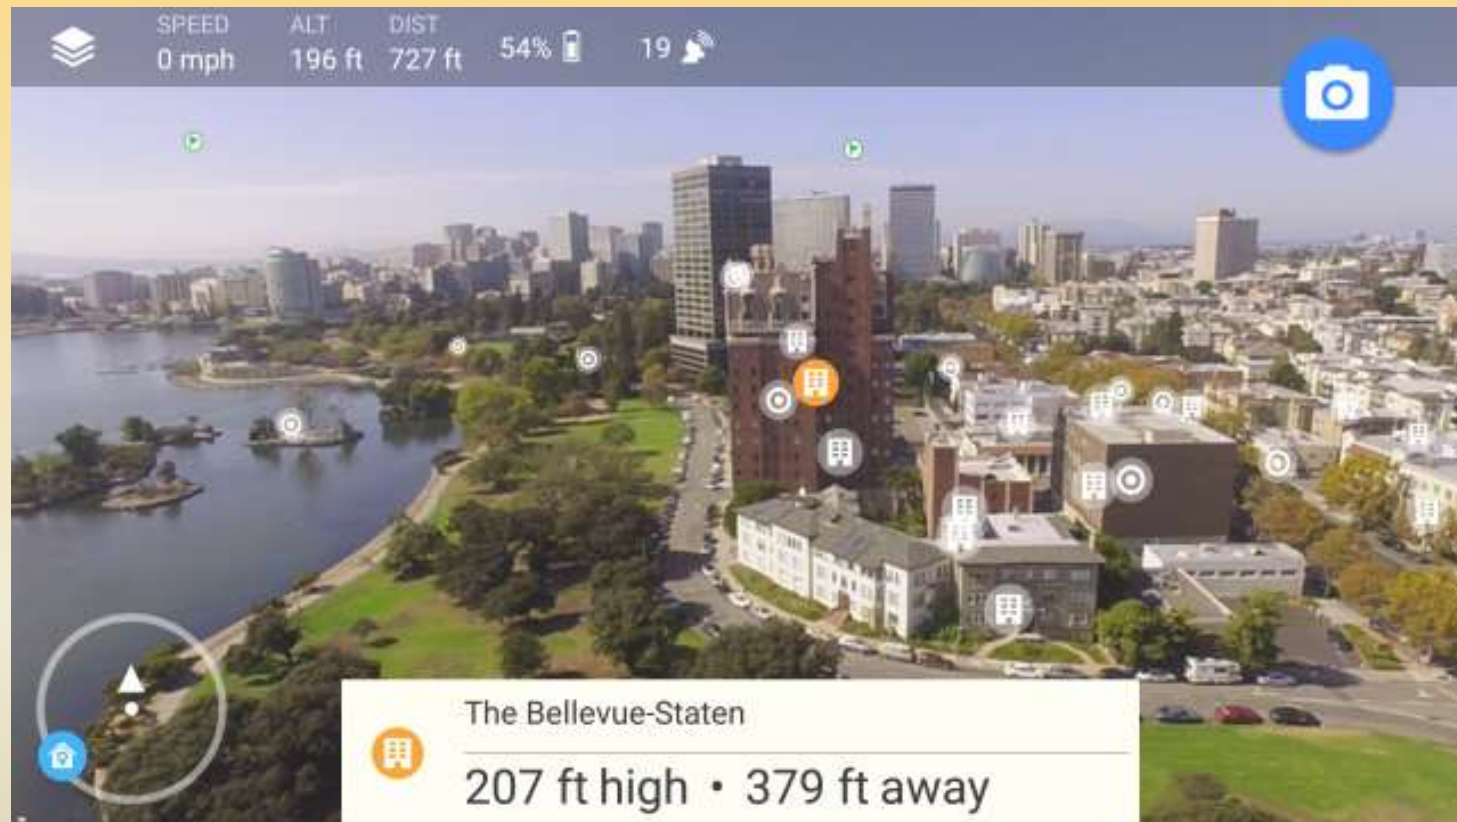 SPEED ALT DIST
0 mph 196 ft 727 ft 54% 19
The Bellevue-Staten
207 ft high • 379 ft away